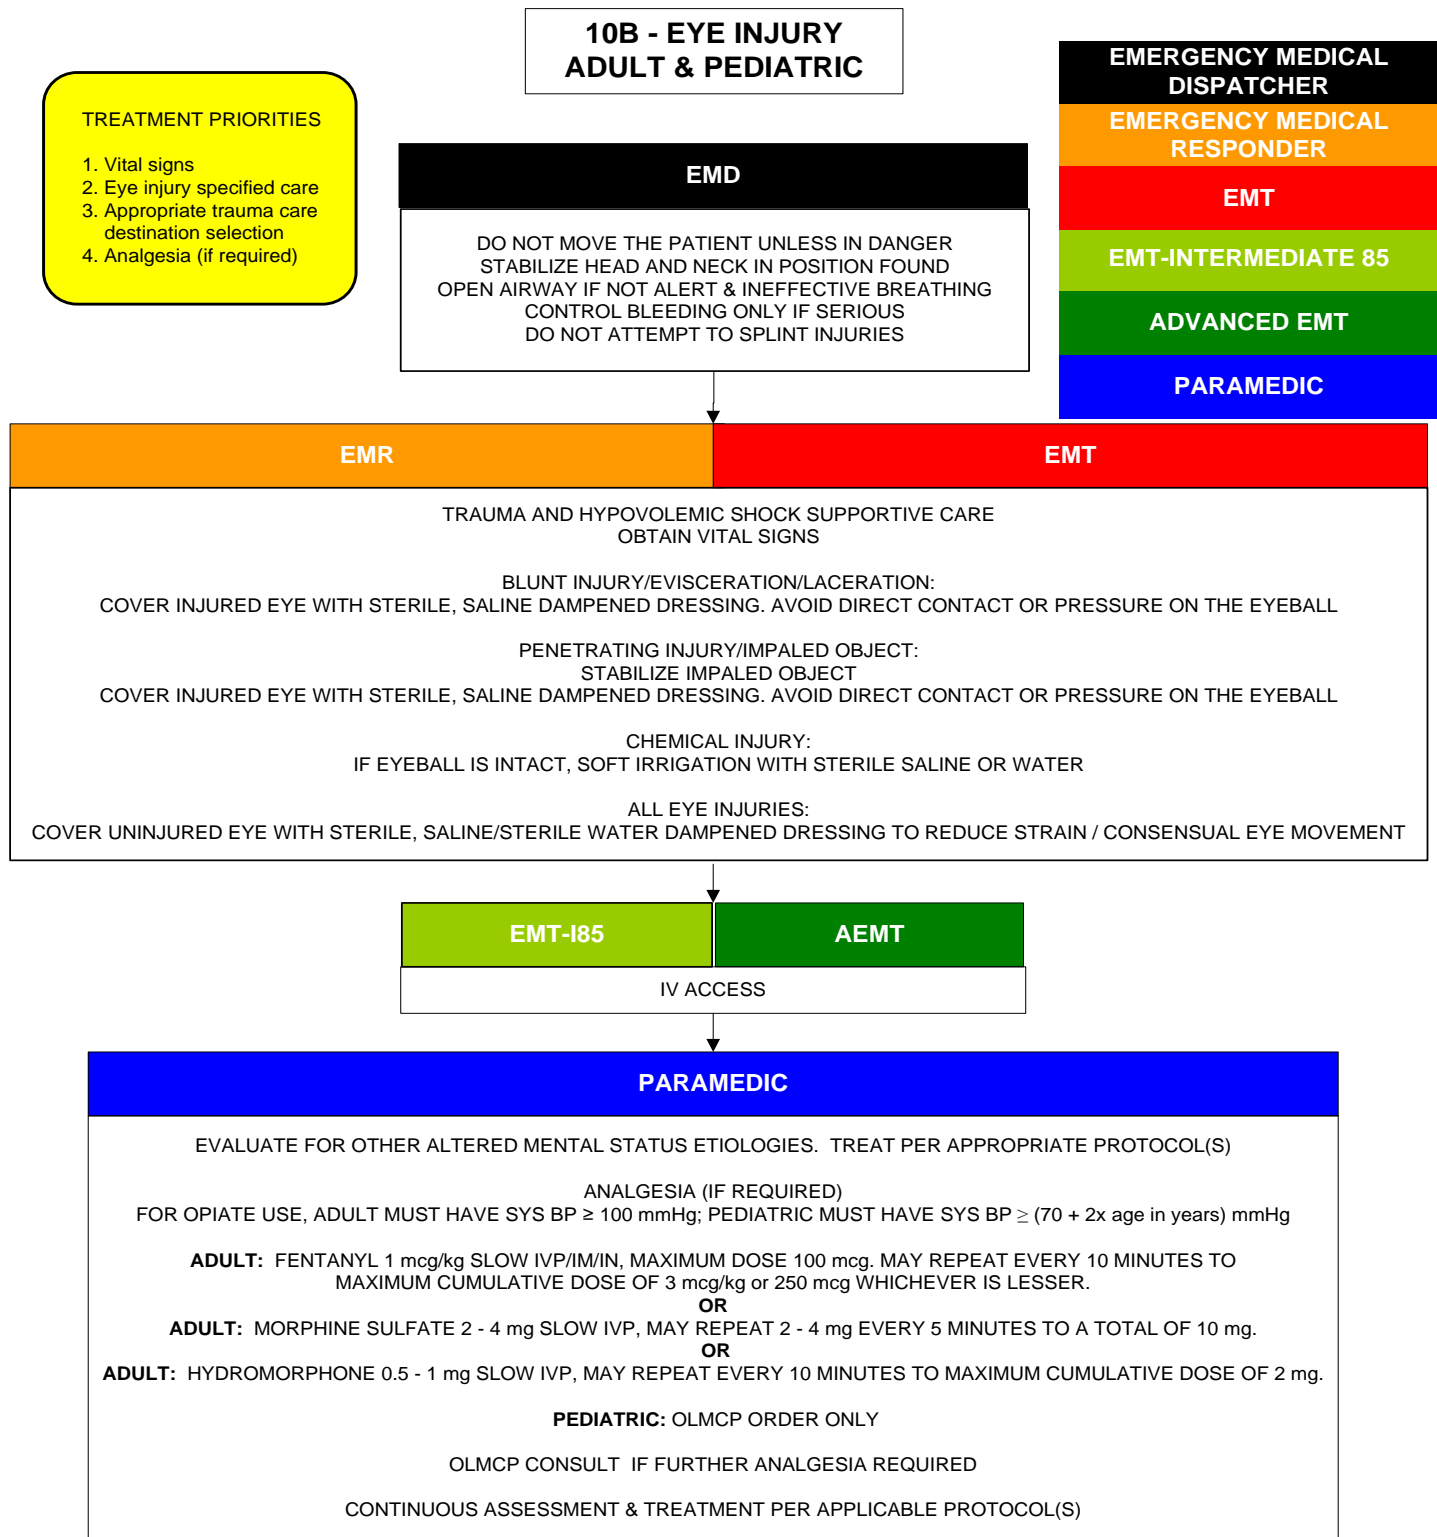 10B - EYE INJURY
ADULT & PEDIATRIC
TREATMENT PRIORITIES
1. Vital signs
2. Eye injury specified care
3. Appropriate trauma care
destination selection
4. Analgesia (if required)
EMERGENCY MEDICAL
DISPATCHER
EMERGENCY MEDICAL
RESPONDER
EMT
EMT-INTERMEDIATE 85
ADVANCED EMT
PARAMEDIC
EMD
DO NOT MOVE THE PATIENT UNLESS IN DANGER
STABILIZE HEAD AND NECK IN POSITION FOUND
OPEN AIRWAY IF NOT ALERT & INEFFECTIVE BREATHING
CONTROL BLEEDING ONLY IF SERIOUS
DO NOT ATTEMPT TO SPLINT INJURIES
EMR
EMT
TRAUMA AND HYPOVOLEMIC SHOCK SUPPORTIVE CARE
OBTAIN VITAL SIGNS
BLUNT INJURY/EVISCERATION/LACERATION:
COVER INJURED EYE WITH STERILE, SALINE DAMPENED DRESSING. AVOID DIRECT CONTACT OR PRESSURE ON THE EYEBALL
PENETRATING INJURY/IMPALED OBJECT:
STABILIZE IMPALED OBJECT
COVER INJURED EYE WITH STERILE, SALINE DAMPENED DRESSING. AVOID DIRECT CONTACT OR PRESSURE ON THE EYEBALL
CHEMICAL INJURY:
IF EYEBALL IS INTACT, SOFT IRRIGATION WITH STERILE SALINE OR WATER
ALL EYE INJURIES:
COVER UNINJURED EYE WITH STERILE, SALINE/STERILE WATER DAMPENED DRESSING TO REDUCE STRAIN / CONSENSUAL EYE MOVEMENT
EMT-I85
AEMT
IV ACCESS
PARAMEDIC
EVALUATE FOR OTHER ALTERED MENTAL STATUS ETIOLOGIES.  TREAT PER APPROPRIATE PROTOCOL(S)
ANALGESIA (IF REQUIRED)
FOR OPIATE USE, ADULT MUST HAVE SYS BP ≥ 100 mmHg; PEDIATRIC MUST HAVE SYS BP ≥ (70 + 2x age in years) mmHg
ADULT:  FENTANYL 1 mcg/kg SLOW IVP/IM/IN, MAXIMUM DOSE 100 mcg. MAY REPEAT EVERY 10 MINUTES TO
MAXIMUM CUMULATIVE DOSE OF 3 mcg/kg or 250 mcg WHICHEVER IS LESSER.
OR
ADULT:  MORPHINE SULFATE 2 - 4 mg SLOW IVP, MAY REPEAT 2 - 4 mg EVERY 5 MINUTES TO A TOTAL OF 10 mg.
OR
ADULT:  HYDROMORPHONE 0.5 - 1 mg SLOW IVP, MAY REPEAT EVERY 10 MINUTES TO MAXIMUM CUMULATIVE DOSE OF 2 mg.
PEDIATRIC: OLMCP ORDER ONLY
OLMCP CONSULT  IF FURTHER ANALGESIA REQUIRED
CONTINUOUS ASSESSMENT & TREATMENT PER APPLICABLE PROTOCOL(S)